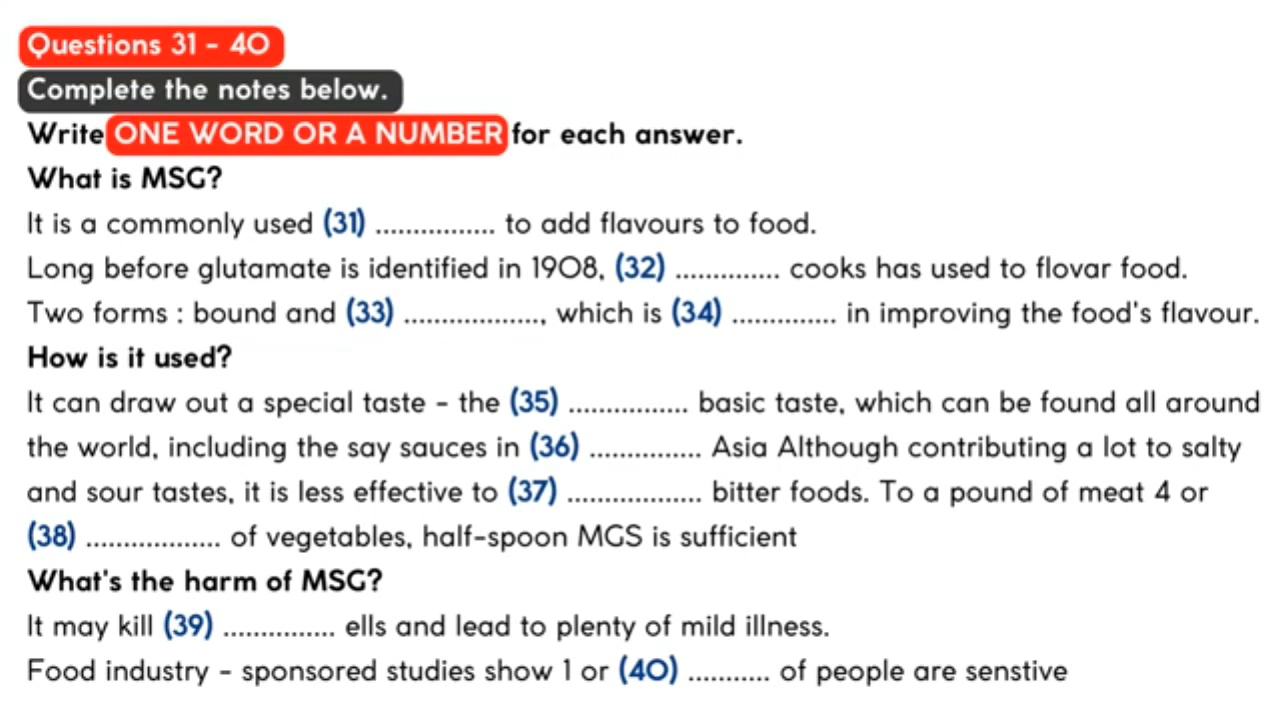 Questions 31 - 40
Complete the notes below.
Write ONE WORD OR A NUMBER for each answer.
What is MSG?
It is a commonly used (31) ................ to add flavours to food.
Long before glutamate is identified in 1908, (32) .............. cooks has used to flovar food.
Two forms : bound and (33) .................., which is (34) .............. in improving the food's flavour.
How is it used?
It can draw out a special taste - the (35) ................ basic taste, which can be found all around
the world, including the say sauces in (36) ............... Asia Although contributing a lot to salty
and sour tastes, it is less effective to (37) .................. bitter foods. To a pound of meat 4 or
(38) .................. of vegetables, half-spoon MGS is sufficient
What's the harm of MSG?
It may kill (39) ............... ells and lead to plenty of mild illness.
Food industry - sponsored studies show 1 or (40) ........... of people are senstive